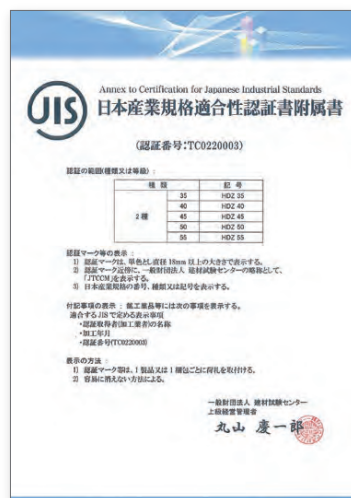 JIS
Annex to Certification for Japanese Industrial Standards
日本産業規格適合性認証書附属書
(認証番号:TC0220003)
認証の範囲(種類又は等級):
種 類 記 号
2種 35 HDZ 35
40 HDZ 40
45 HDZ 45
50 HDZ 50
55 HDZ 55
認証マーク等の表示:
1) 認証マークは、単色とし直径18mm以上の大きさで表示する。
2) 認証マーク近傍に、一般財団法人 建材試験センターの略称として、
「JTCCM」を表示する。
3) 日本産業規格の番号、種類又は記号を表示する。
付記事項の表示:鉱工業品等には次の事項を表示する。
適合するJISで定める表示事項
・認証取得者(加工業者)の名称
・加工年月
・認証番号(TC0220003)
表示の方法:
1) 認証マーク等は、1製品又は1梱包ごとに荷札を取付ける。
2) 容易に消えない方法による。
一般財団法人 建材試験センター
上級経営管理者
丸山 慶一郎